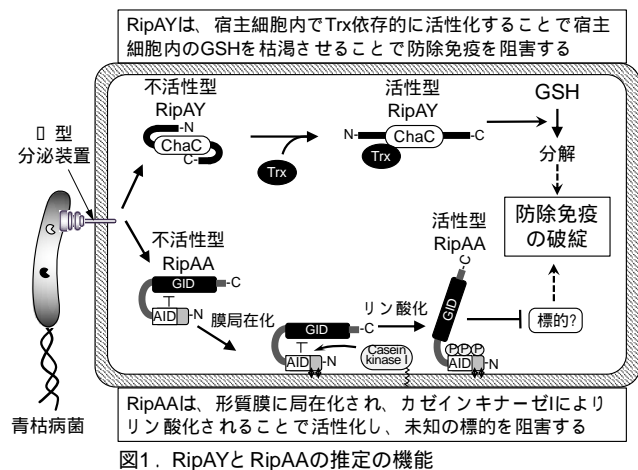 RipAYは、宿主細胞内でTrx依存的に活性化することで宿主
細胞内のGSHを枯渇させることで防除免疫を阻害する
不活性型
RipAY
-N
ChaC
C-
Trx
活性型
RipAY
N-
ChaC
-C
Trx
GSH
分解
防除免疫
の破綻
型
分泌装置
青枯病菌
不活性型
RipAA
GID
-C
AID
-N
膜局在化
GID
-C
AID
-N
Casein
kinase I
リン酸化
活性型
RipAA
-C
GID
P P P
AID
-N
標的?
RipAAは、形質膜に局在化され、カゼインキナーゼIにより
リン酸化されることで活性化し、未知の標的を阻害する
図1. RipAYとRipAAの推定の機能